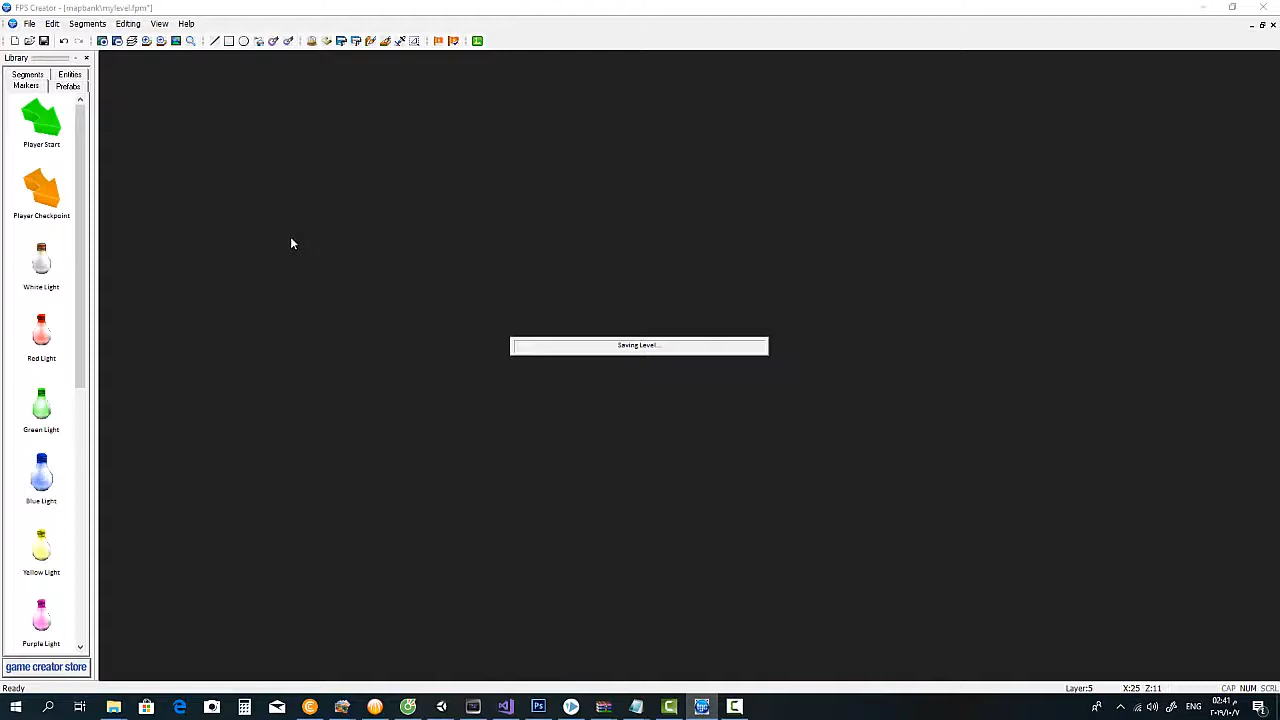 FPS Creator - [mapbank\mylevel.fpm*]
File Edit Segments Editing View Help
Library
Segments Entities
Markers Prefabs
Player Start
Player Checkpoint
White Light
Red Light
Green Light
Blue Light
Yellow Light
Purple Light
Saving Level...
game creator store
Ready
Layer:5 X:25 Z:11 CAP NUM SCRL
ENG
02:41 م